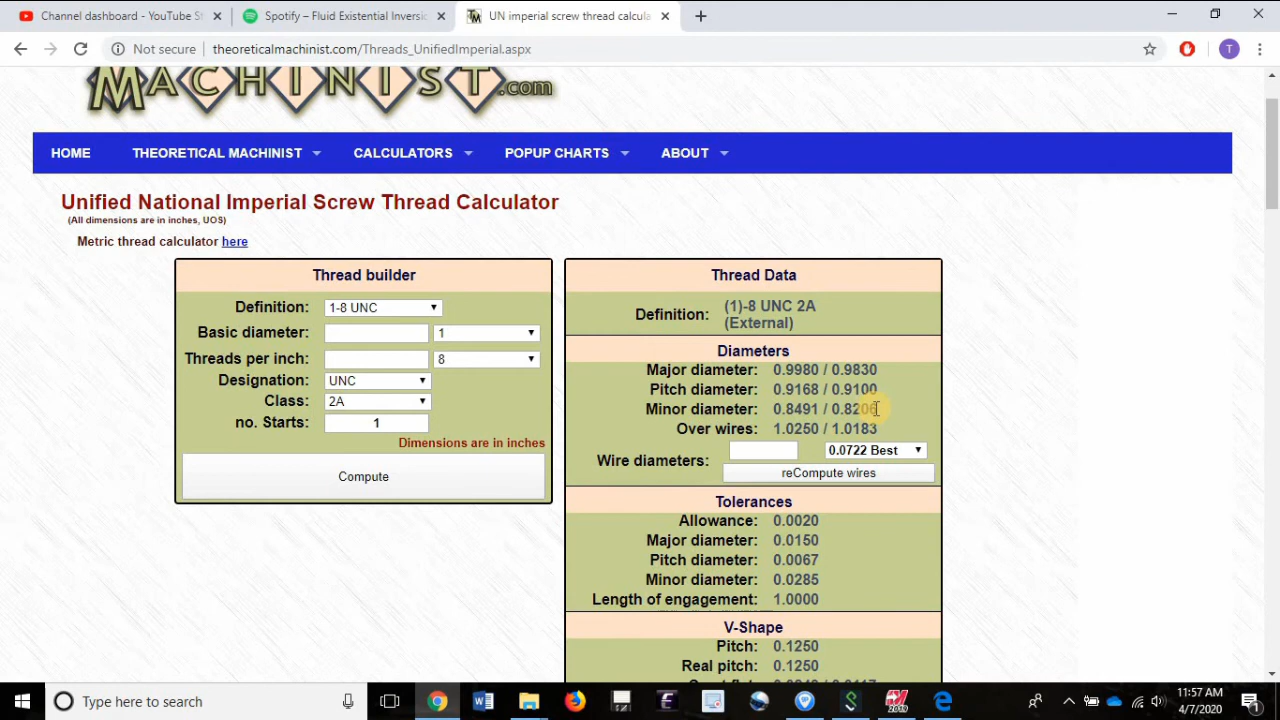 Channel dashboard - YouTube St
Spotify – Fluid Existential Inversi
UN imperial screw thread calcula
Not secure
theoreticalmachinist.com/Threads_UnifiedImperial.aspx
T
MACHINIST.com
HOME
THEORETICAL MACHINIST
CALCULATORS
POPUP CHARTS
ABOUT
Unified National Imperial Screw Thread Calculator
(All dimensions are in inches, UOS)
Metric thread calculator here
Thread builder
Definition: 1-8 UNC
Basic diameter: 1
Threads per inch: 8
Designation: UNC
Class: 2A
no. Starts: 1
Dimensions are in inches
Compute
Thread Data
Definition: (1)-8 UNC 2A
(External)
Diameters
Major diameter: 0.9980 / 0.9830
Pitch diameter: 0.9168 / 0.9100
Minor diameter: 0.8491 / 0.8206
Over wires: 1.0250 / 1.0183
Wire diameters: 0.0722 Best
reCompute wires
Tolerances
Allowance: 0.0020
Major diameter: 0.0150
Pitch diameter: 0.0067
Minor diameter: 0.0285
Length of engagement: 1.0000
V-Shape
Pitch: 0.1250
Real pitch: 0.1250
Type here to search
11:57 AM
4/7/2020